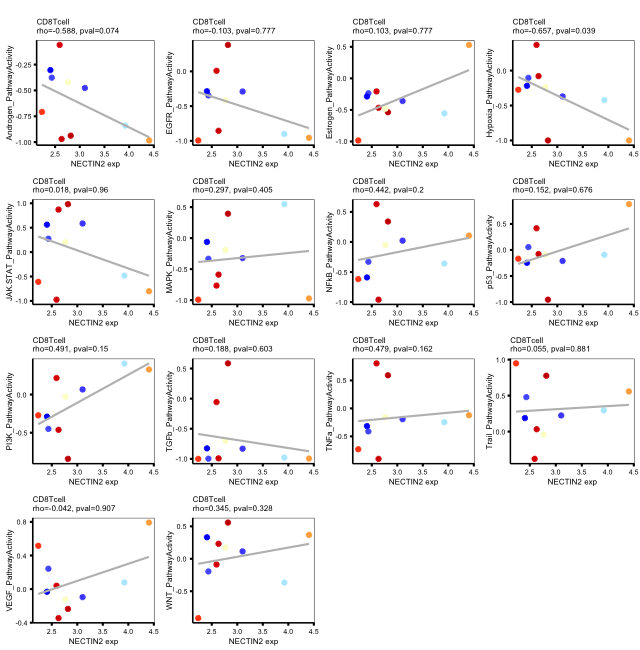 CD8Tcell
rho=-0.588, pval=0.074
Androgen_PathwayActivity
0.00
-0.25
-0.50
-0.75
-1.00
2.5
3.0
3.5
4.0
4.5
NECTIN2 exp
CD8Tcell
rho=-0.103, pval=0.777
EGFR_PathwayActivity
0.0
-0.5
-1.0
2.5
3.0
3.5
4.0
4.5
NECTIN2 exp
CD8Tcell
rho=0.103, pval=0.777
Estrogen_PathwayActivity
0.5
0.0
-0.5
-1.0
2.5
3.0
3.5
4.0
4.5
NECTIN2 exp
CD8Tcell
rho=-0.657, pval=0.039
Hypoxia_PathwayActivity
0.0
-0.5
-1.0
2.5
3.0
3.5
4.0
4.5
NECTIN2 exp
CD8Tcell
rho=0.018, pval=0.96
JAK-STAT_PathwayActivity
1.0
0.5
0.0
-0.5
-1.0
2.5
3.0
3.5
4.0
4.5
NECTIN2 exp
CD8Tcell
rho=0.297, pval=0.405
MAPK_PathwayActivity
0.5
0.0
-0.5
-1.0
2.5
3.0
3.5
4.0
4.5
NECTIN2 exp
CD8Tcell
rho=0.442, pval=0.2
NFkB_PathwayActivity
0.5
0.0
-0.5
-1.0
2.5
3.0
3.5
4.0
4.5
NECTIN2 exp
CD8Tcell
rho=0.152, pval=0.676
p53_PathwayActivity
0.5
0.0
-0.5
-1.0
2.5
3.0
3.5
4.0
4.5
NECTIN2 exp
CD8Tcell
rho=0.491, pval=0.15
PI3K_PathwayActivity
0.0
-0.5
2.5
3.0
3.5
4.0
4.5
NECTIN2 exp
CD8Tcell
rho=0.188, pval=0.603
TGFb_PathwayActivity
0.5
0.0
-0.5
-1.0
2.5
3.0
3.5
4.0
4.5
NECTIN2 exp
CD8Tcell
rho=0.479, pval=0.162
TNFa_PathwayActivity
0.5
0.0
-0.5
2.5
3.0
3.5
4.0
4.5
NECTIN2 exp
CD8Tcell
rho=0.055, pval=0.881
Trail_PathwayActivity
0.5
0.0
2.5
3.0
3.5
4.0
4.5
NECTIN2 exp
CD8Tcell
rho=-0.042, pval=0.907
VEGF_PathwayActivity
0.8
0.4
0.0
-0.4
2.5
3.0
3.5
4.0
4.5
NECTIN2 exp
CD8Tcell
rho=0.345, pval=0.328
WNT_PathwayActivity
0.5
0.0
-0.5
2.5
3.0
3.5
4.0
4.5
NECTIN2 exp